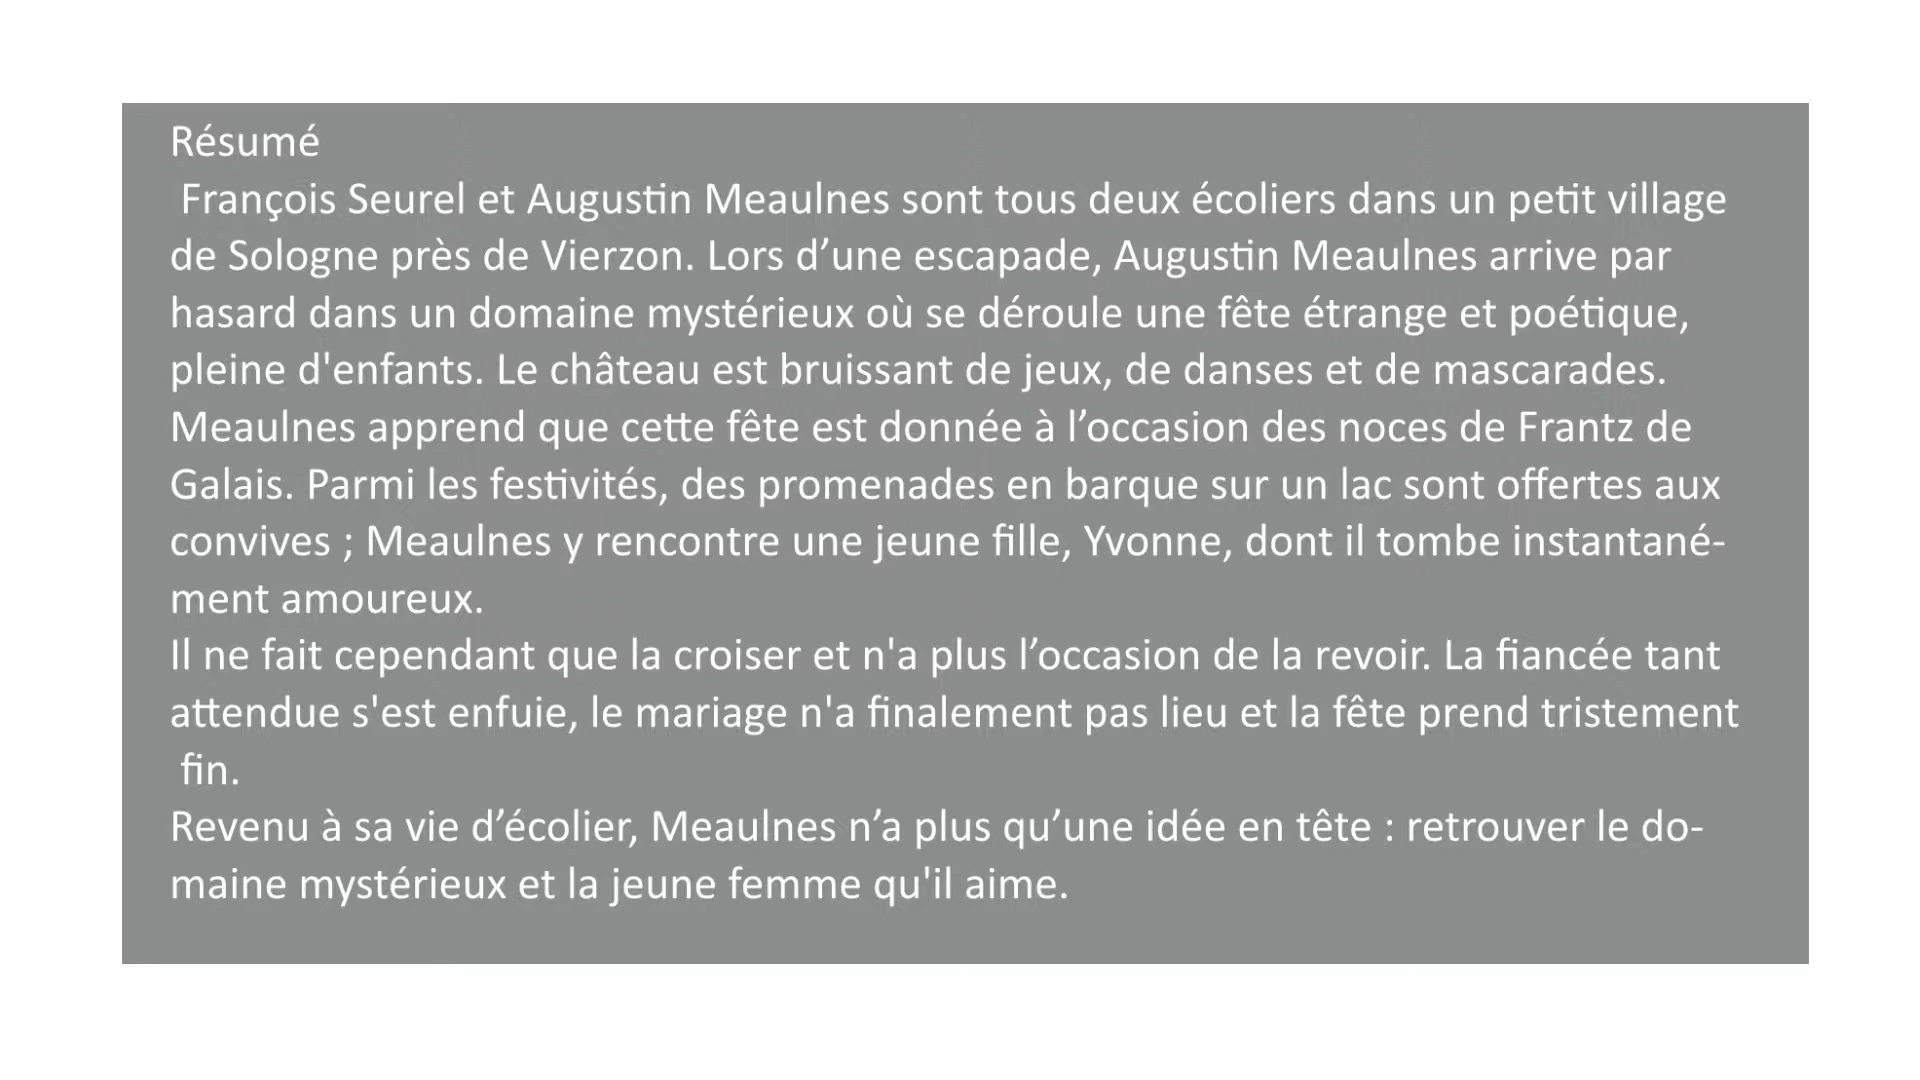 Résumé
François Seurel et Augustin Meaulnes sont tous deux écoliers dans un petit village
de Sologne près de Vierzon. Lors d’une escapade, Augustin Meaulnes arrive par
hasard dans un domaine mystérieux où se déroule une fête étrange et poétique,
pleine d'enfants. Le château est bruissant de jeux, de danses et de mascarades.
Meaulnes apprend que cette fête est donnée à l’occasion des noces de Frantz de
Galais. Parmi les festivités, des promenades en barque sur un lac sont offertes aux
convives ; Meaulnes y rencontre une jeune fille, Yvonne, dont il tombe instantané-
ment amoureux.
Il ne fait cependant que la croiser et n'a plus l’occasion de la revoir. La fiancée tant
attendue s'est enfuie, le mariage n'a finalement pas lieu et la fête prend tristement
fin.
Revenu à sa vie d’écolier, Meaulnes n’a plus qu’une idée en tête : retrouver le do-
maine mystérieux et la jeune femme qu'il aime.